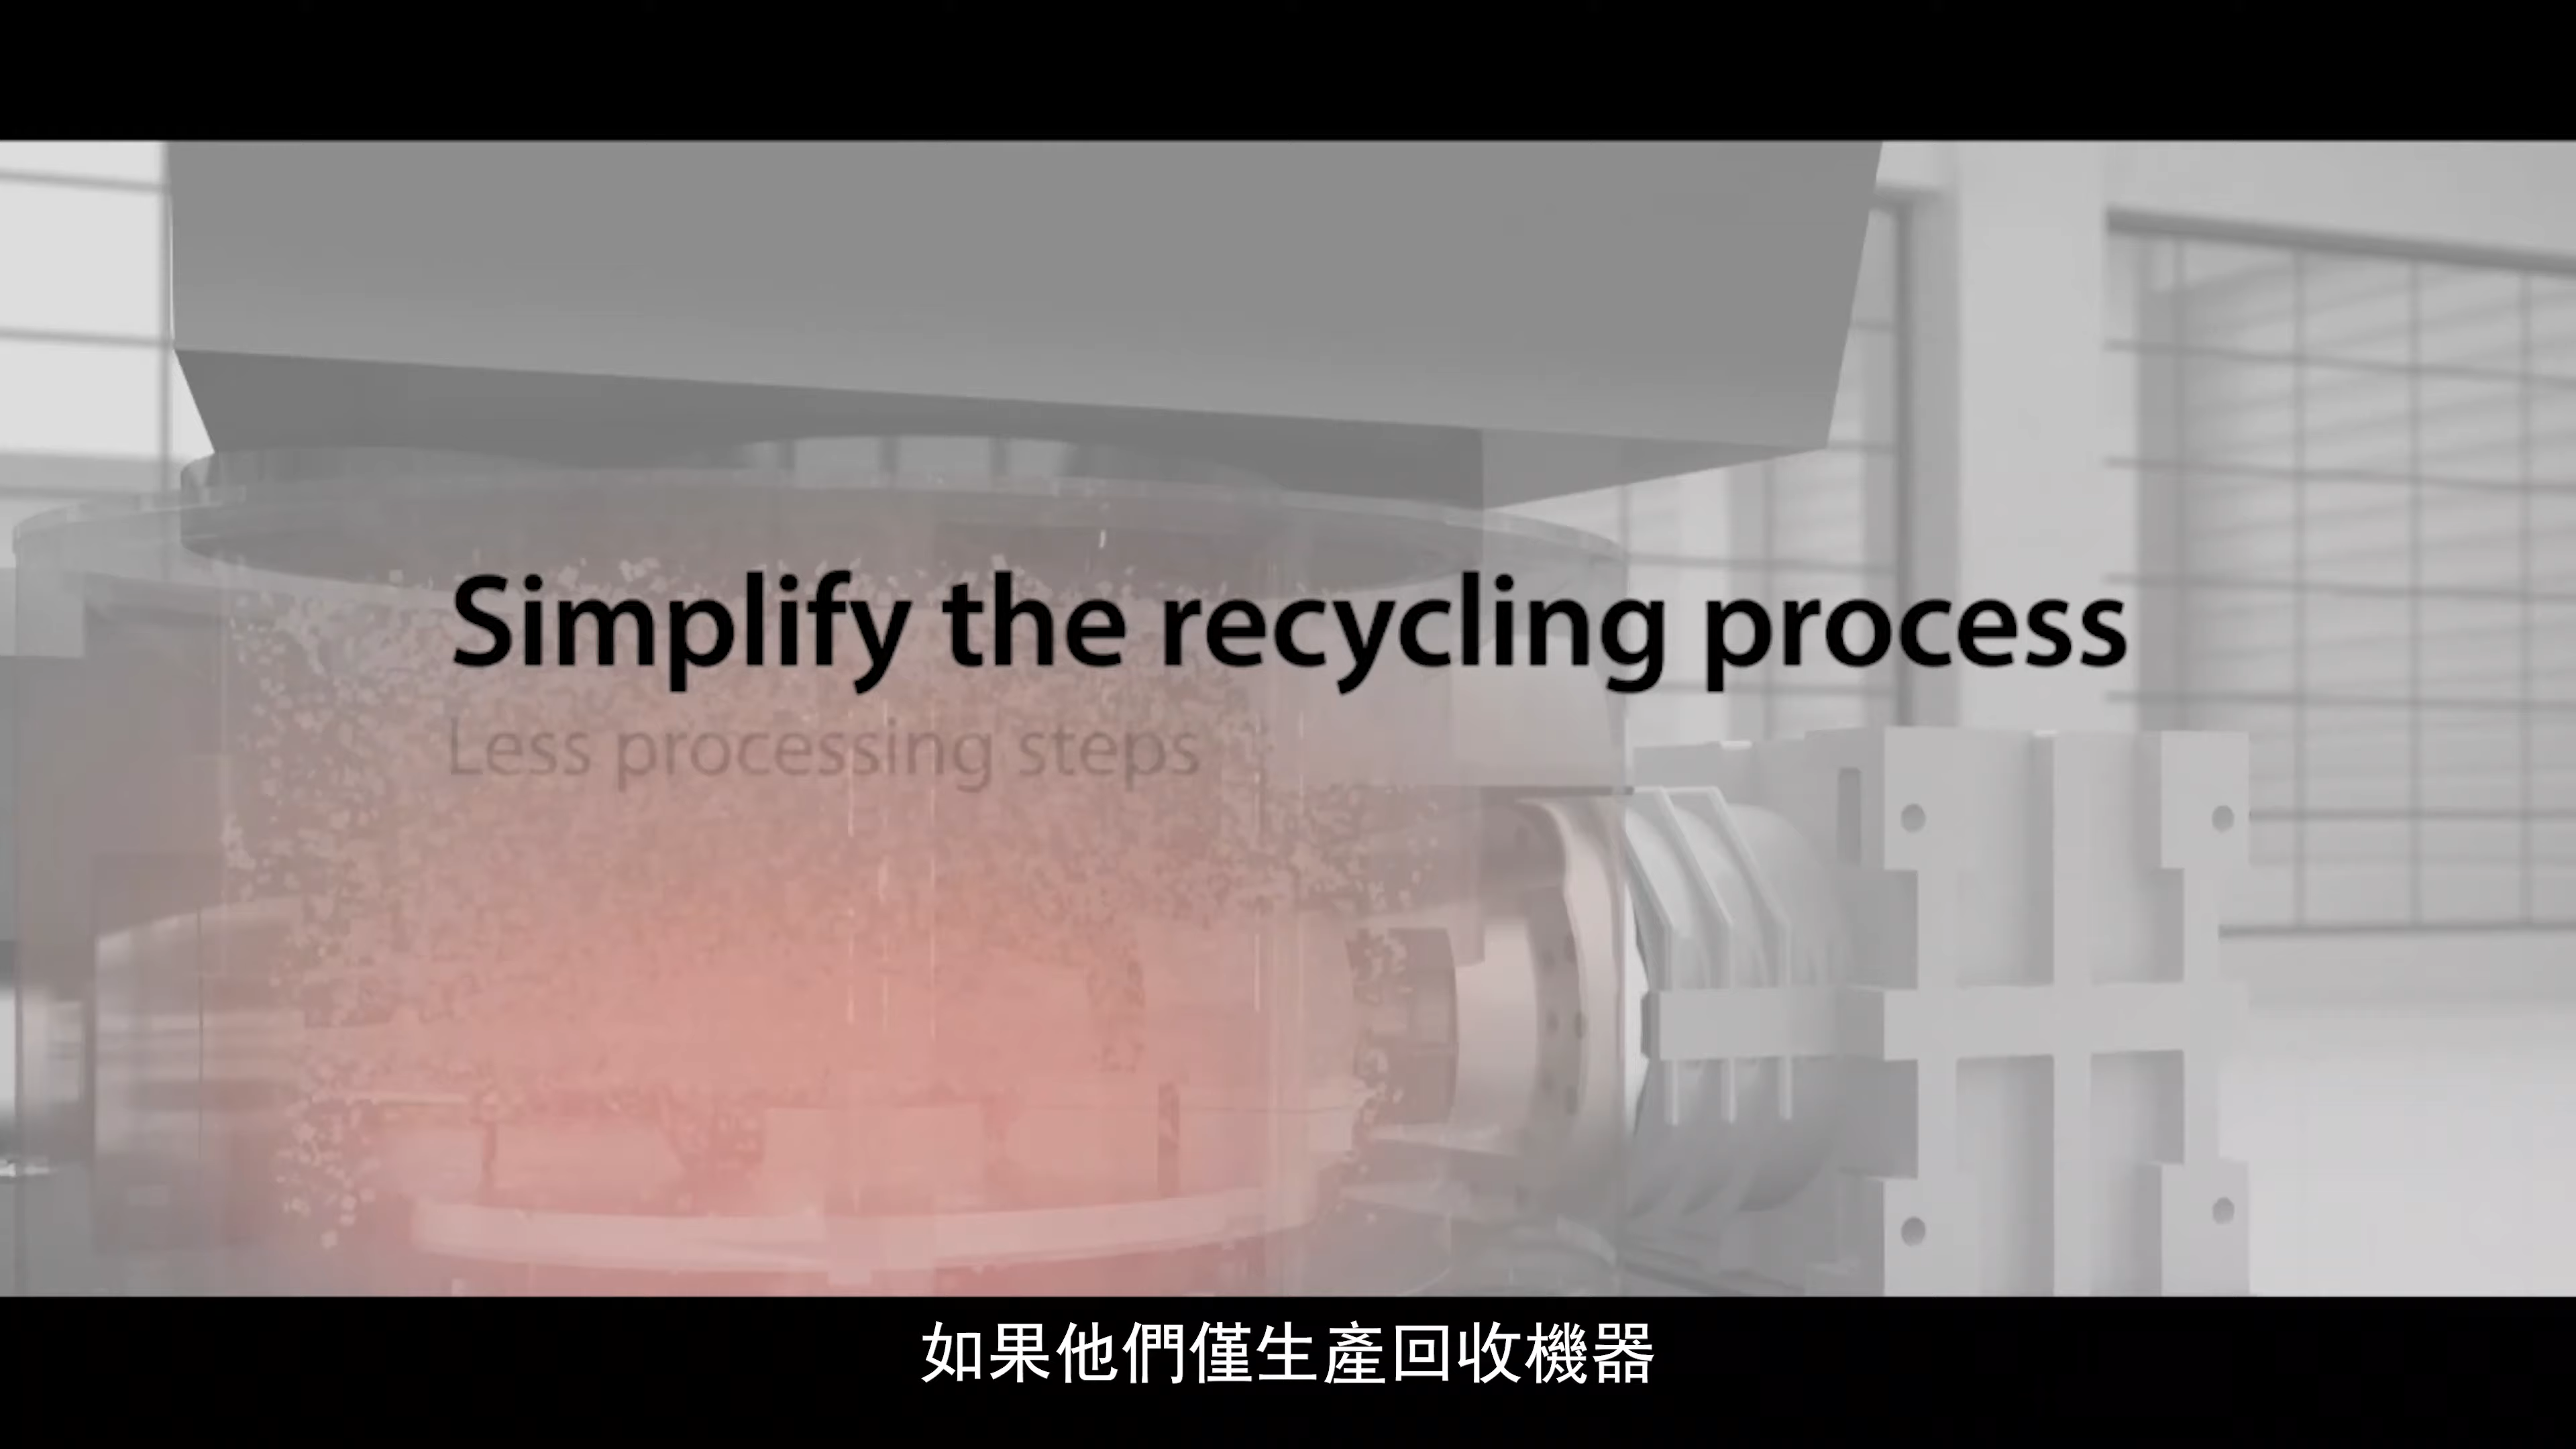 Simplify the recycling process
Less processing steps
如果他們僅生產回收機器